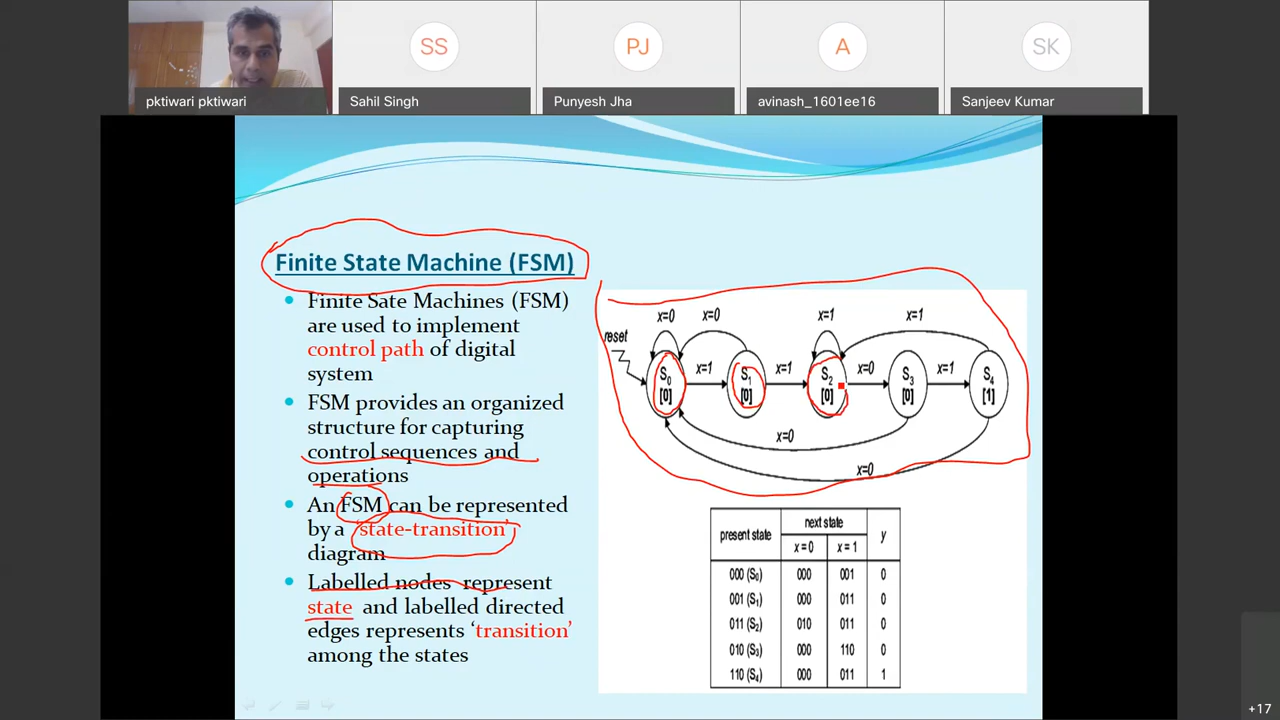 SS
PJ
A
SK
pktiwari pktiwari
Sahil Singh
Punyesh Jha
avinash_1601ee16
Sanjeev Kumar
Finite State Machine (FSM)
Finite Sate Machines (FSM)
are used to implement
control path of digital
system
FSM provides an organized
structure for capturing
control sequences and
operations
An FSM can be represented
by a 'state-transition'
diagram
Labelled nodes represent
state and labelled directed
edges represents 'transition'
among the states
x=0 x=0 x=1 x=1
reset
S0 x=1 S1 x=1 S2 x=0 S3 x=1 S4
[0] [0] [0] [0] [1]
x=0
x=0
present state next state y
x = 0 x = 1
000 (S0) 000 001 0
001 (S1) 000 011 0
011 (S2) 010 011 0
010 (S3) 000 110 0
110 (S4) 000 011 1
+17